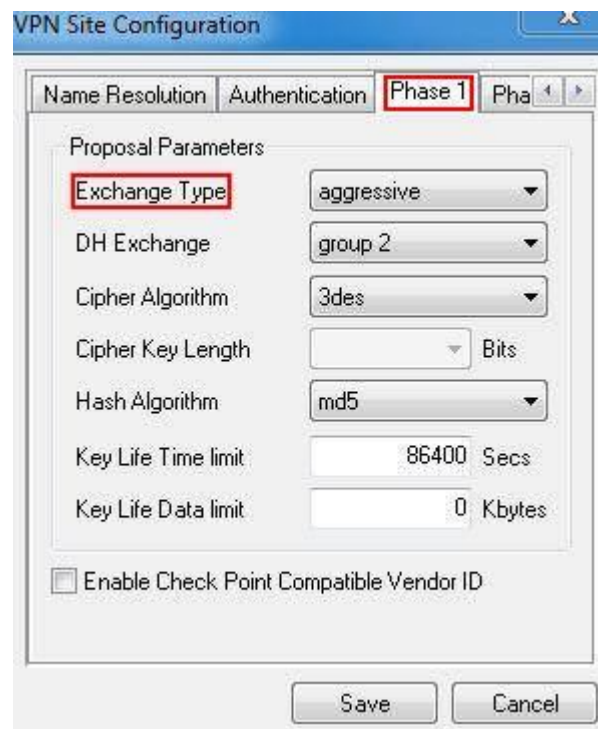 VPN Site Configuration
Name Resolution Authentication Phase 1 Pha
Proposal Parameters
Exchange Type aggressive
DH Exchange group 2
Cipher Algorithm 3des
Cipher Key Length Bits
Hash Algorithm md5
Key Life Time limit 86400 Secs
Key Life Data limit 0 Kbytes
Enable Check Point Compatible Vendor ID
Save Cancel